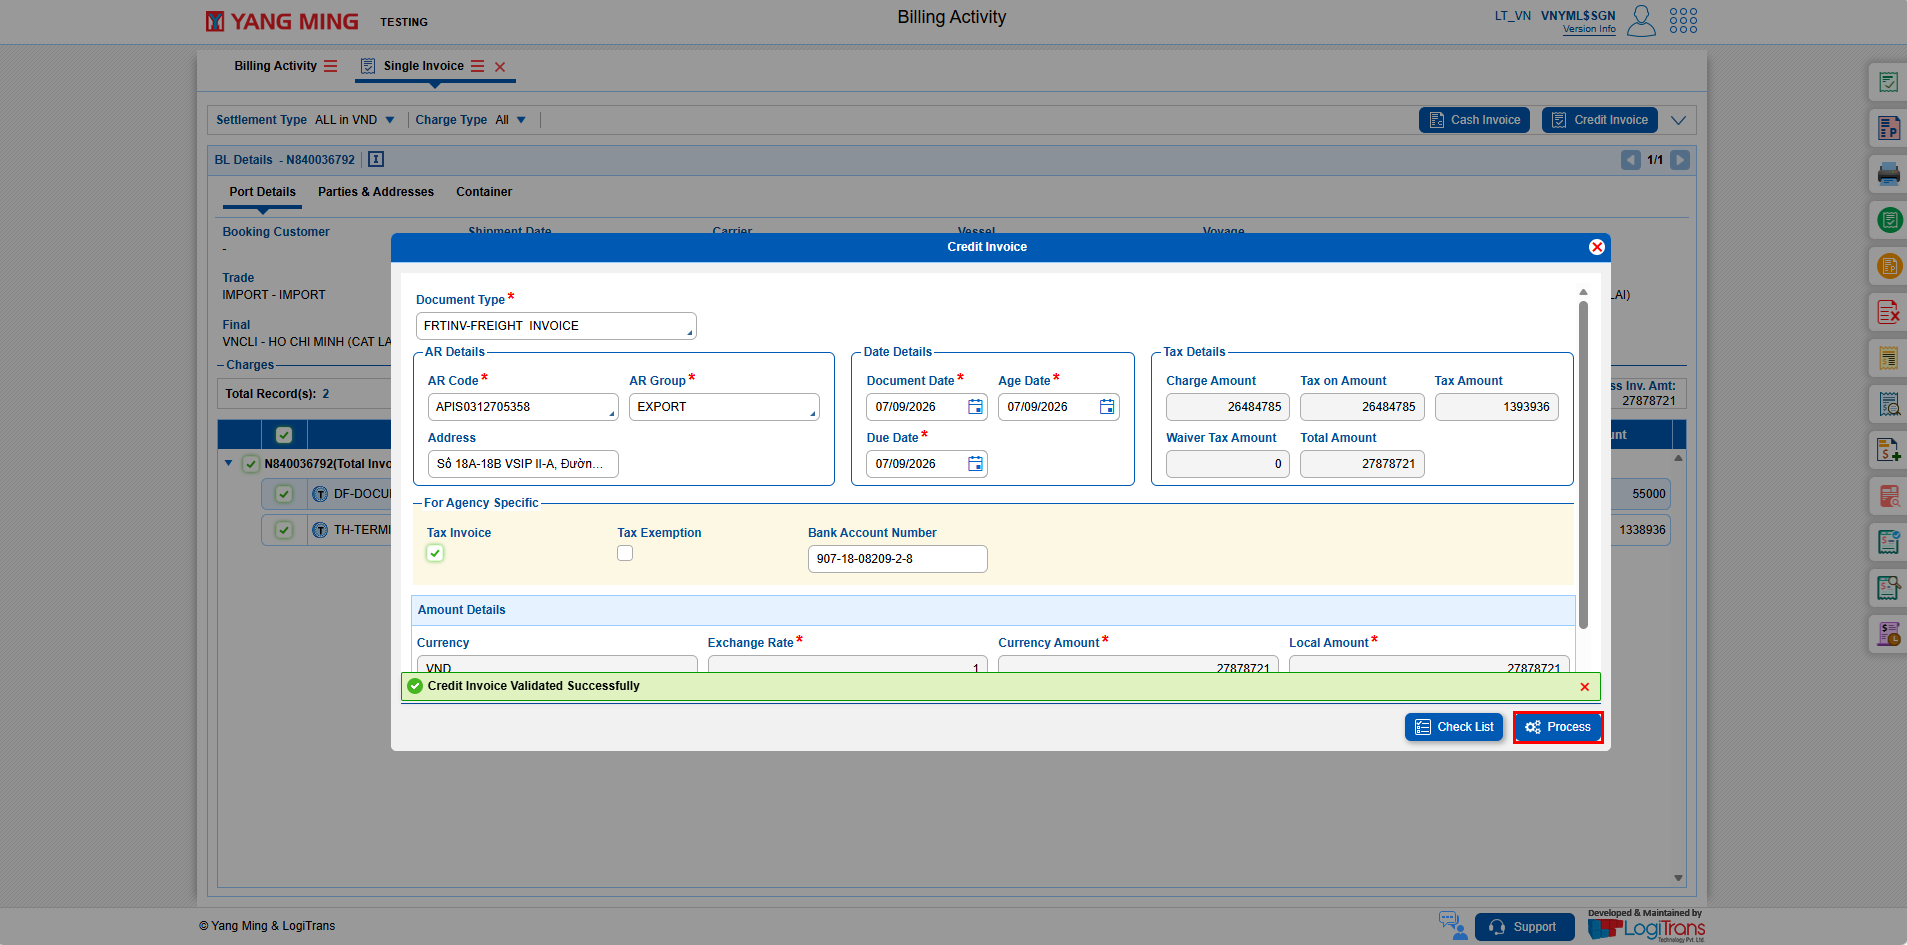 YANG MING TESTING
Billing Activity
LT_VN VNYML$SGN
Version Info
Billing Activity
Single Invoice
Settlement Type ALL in VND Charge Type All
Cash Invoice
Credit Invoice
BL Details - N840036792
1/1
Port Details Parties & Addresses Container
Booking Customer Shipment Date Carrier Vessel Voyage
-
Trade
IMPORT - IMPORT
LAI)
Final
VNCLI - HO CHI MINH (CAT LA
Charges
Total Record(s): 2
ss Inv. Amt:
27878721
unt
N840036792(Total Invo
DF-DOCU
55000
TH-TERMI
1338936
Credit Invoice
Document Type*
FRTINV-FREIGHT INVOICE
AR Details
AR Code* AR Group*
APIS0312705358 EXPORT
Address
Số 18A-18B VSIP II-A, Đườn...
Date Details
Document Date* Age Date*
07/09/2026 07/09/2026
Due Date*
07/09/2026
Tax Details
Charge Amount Tax on Amount Tax Amount
26484785 26484785 1393936
Waiver Tax Amount Total Amount
0 27878721
For Agency Specific
Tax Invoice Tax Exemption Bank Account Number
907-18-08209-2-8
Amount Details
Currency Exchange Rate* Currency Amount* Local Amount*
VND 1 27878721 27878721
Credit Invoice Validated Successfully
Check List
Process
© Yang Ming & LogiTrans
Support
Developed & Maintained by
LogiTrans
Technology Pvt. Ltd.